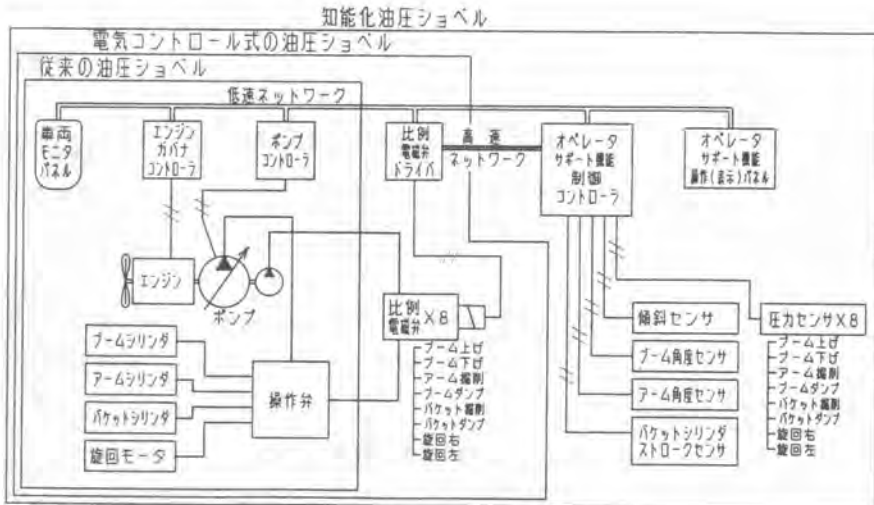 知能化油圧ショベル
電気コントロール式の油圧ショベル
従来の油圧ショベル
低速ネットワーク
車両
モニタ
パネル
エンジン
ガバナ
コントローラ
ポンプ
コントローラ
比例
電磁弁
ドライバ
高速
ネットワーク
オペレータ
サポート機能
制御
コントローラ
オペレータ
サポート機能
操作(表示)パネル
エンジン
ポンプ
比例
電磁弁
X8
ブームシリンダ
アームシリンダ
バケットシリンダ
旋回モータ
操作弁
ブーム上げ
ブーム下げ
アーム掘削
ブームダンプ
バケット掘削
バケットダンプ
旋回右
旋回左
傾斜センサ
ブーム角度センサ
アーム角度センサ
バケットシリンダ
ストロークセンサ
圧力センサX8
ブーム上げ
ブーム下げ
アーム掘削
ブームダンプ
バケット掘削
バケットダンプ
旋回右
旋回左